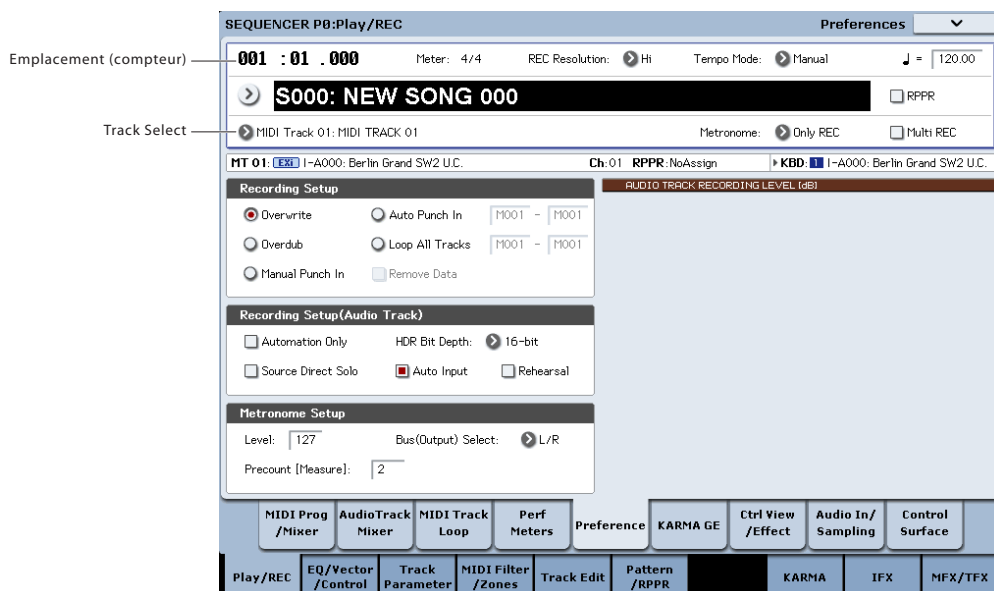 SEQUENCER P0:Play/REC Preferences
Emplacement (compteur) 001 :01 .000 Meter: 4/4 REC Resolution: Hi Tempo Mode: Manual ♩ = 120.00
S000: NEW SONG 000 RPPR
Track Select MIDI Track 01: MIDI TRACK 01 Metronome: Only REC Multi REC
MT 01: EXi I-A000: Berlin Grand SW2 U.C. Ch:01 RPPR:NoAssign KBD: 1 I-A000: Berlin Grand SW2 U.C.
Recording Setup
AUDIO TRACK RECORDING LEVEL [dB]
Overwrite Auto Punch In M001 - M001
Overdub Loop All Tracks M001 - M001
Manual Punch In Remove Data
Recording Setup(Audio Track)
Automation Only HDR Bit Depth: 16-bit
Source Direct Solo Auto Input Rehearsal
Metronome Setup
Level: 127 Bus(Output) Select: L/R
Precount [Measure]: 2
MIDI Prog /Mixer AudioTrack Mixer MIDI Track Loop Perf Meters Preference KARMA GE Ctrl View /Effect Audio In/ Sampling Control Surface
Play/REC EQ/Vector /Control Track Parameter MIDI Filter /Zones Track Edit Pattern /RPPR KARMA IFX MFX/TFX